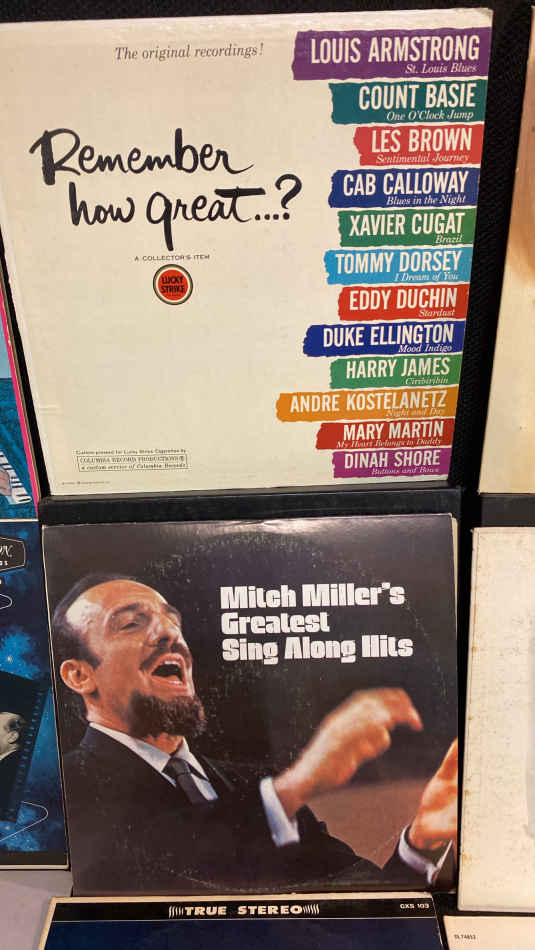 The original recordings!
Remember
how great...?
A COLLECTOR'S ITEM
LUCKY
STRIKE
LOUIS ARMSTRONG
St. Louis Blues
COUNT BASIE
One O'Clock Jump
LES BROWN
Sentimental Journey
CAB CALLOWAY
Blues in the Night
XAVIER CUGAT
Brazil
TOMMY DORSEY
I Dream of You
EDDY DUCHIN
Stardust
DUKE ELLINGTON
Mood Indigo
HARRY JAMES
Ciribiribin
ANDRE KOSTELANETZ
Night and Day
MARY MARTIN
My Heart Belongs to Daddy
DINAH SHORE
Buttons and Bows
Custom-pressed for Lucky Strike Cigarettes by
COLUMBIA RECORD PRODUCTIONS
a custom service of Columbia Records
Mitch Miller's
Greatest
Sing Along Hits
TRUE STEREO
CXS 103
DL 74852